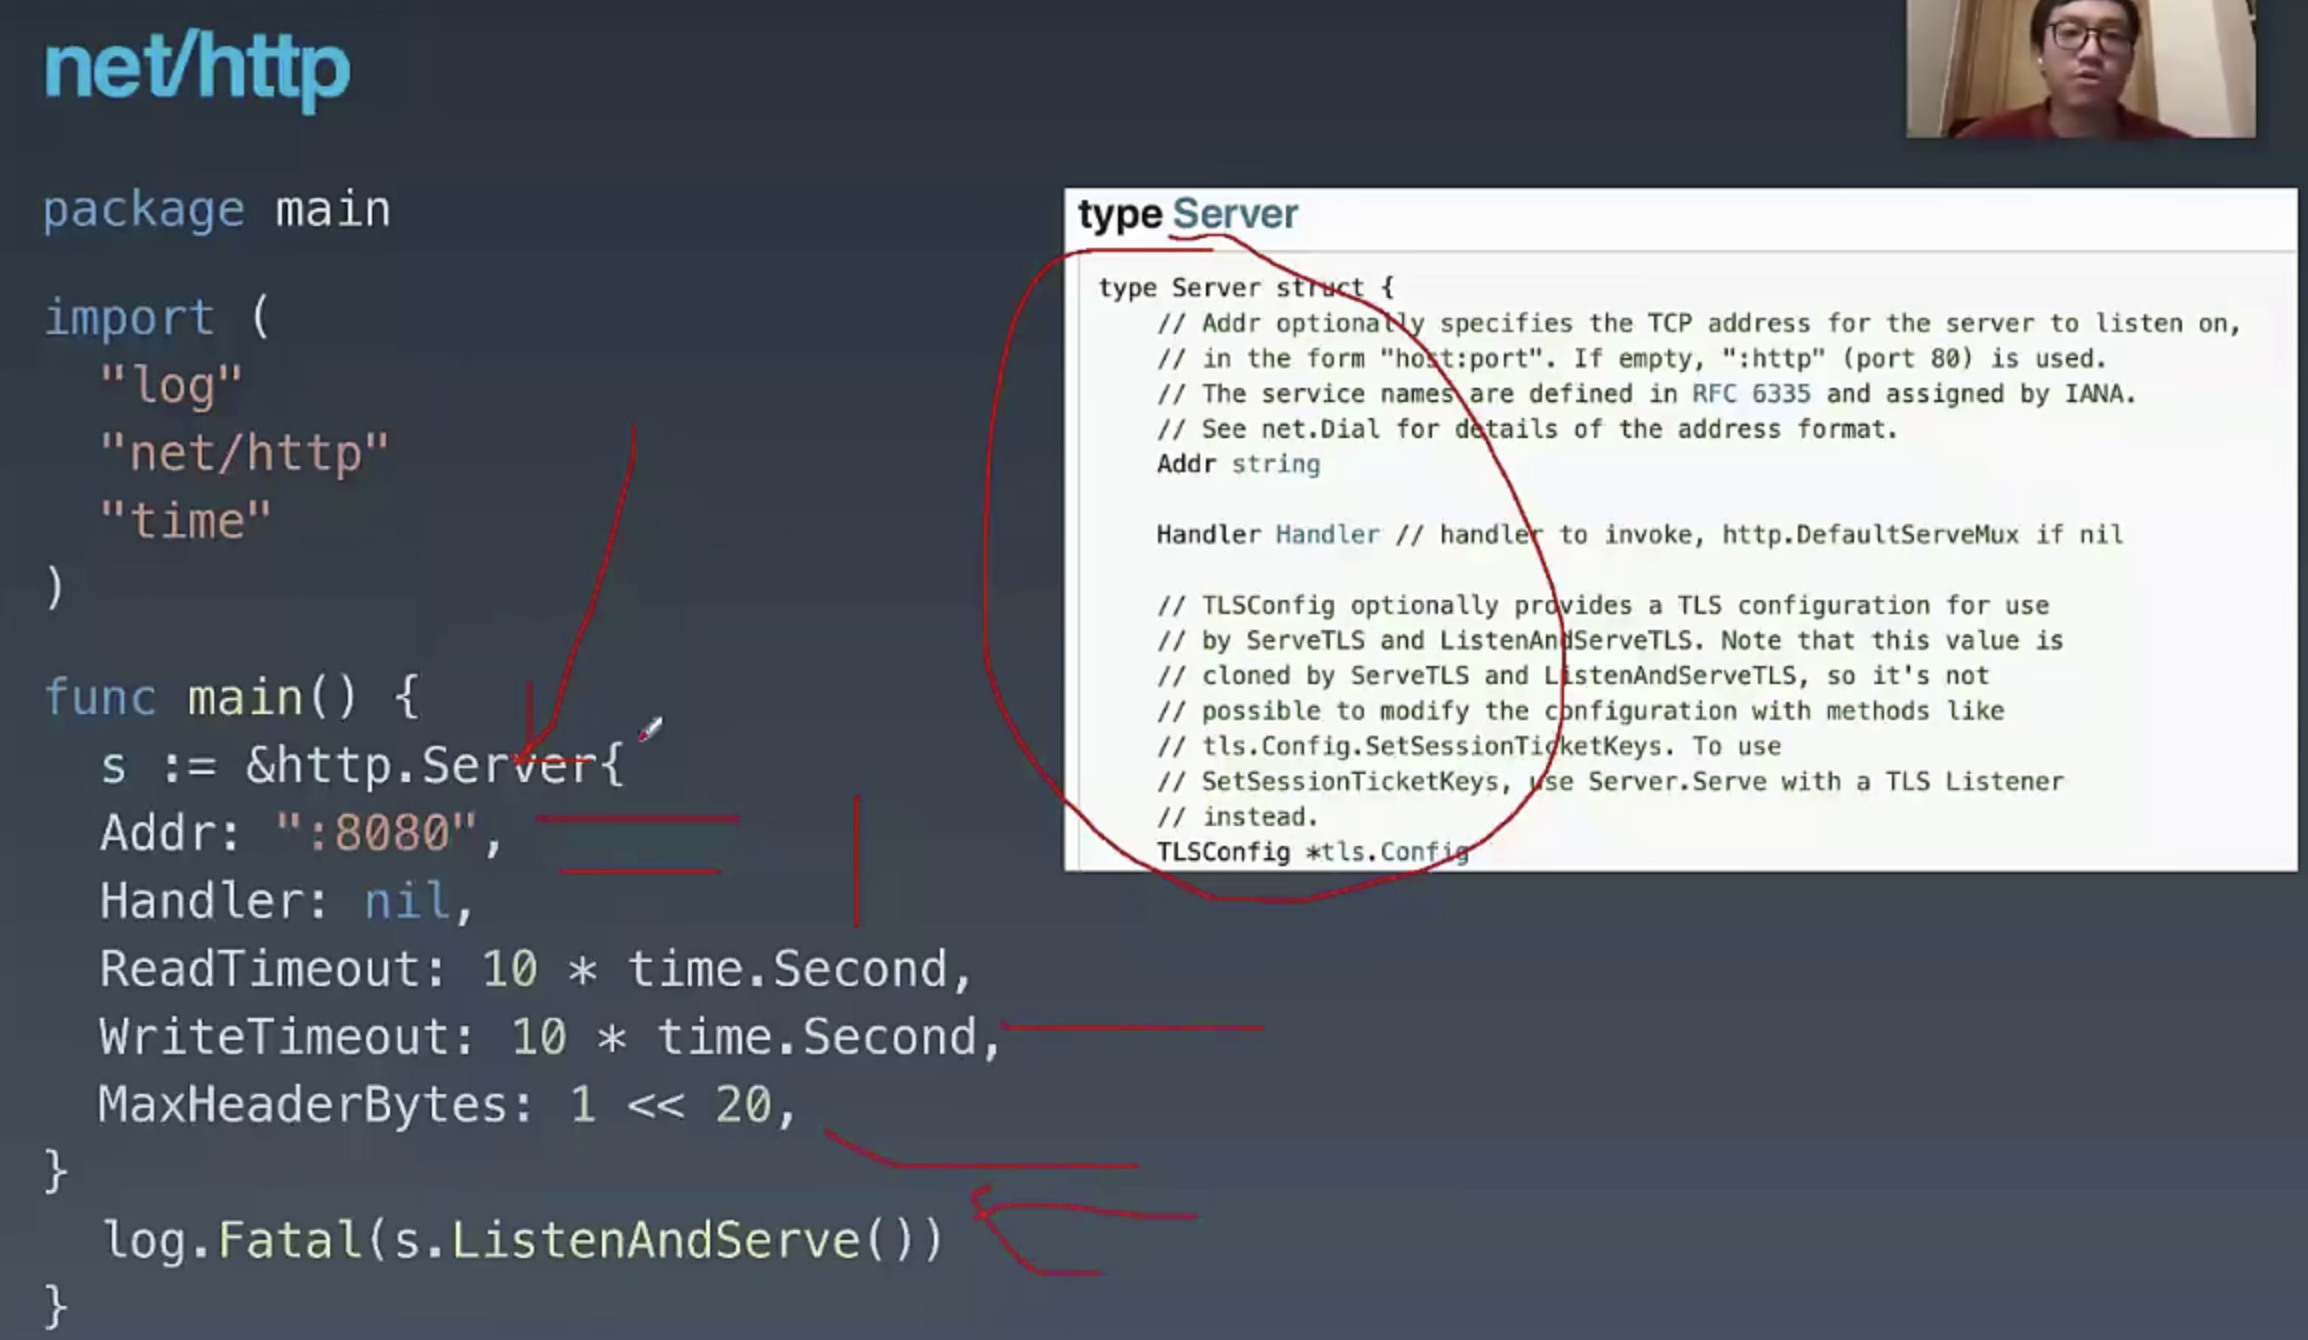 net/http
package main
import (
"log"
"net/http"
"time"
)
func main() {
s := &http.Server{
Addr: ":8080",
Handler: nil,
ReadTimeout: 10 * time.Second,
WriteTimeout: 10 * time.Second,
MaxHeaderBytes: 1 << 20,
}
log.Fatal(s.ListenAndServe())
}
type Server
type Server struct {
// Addr optionally specifies the TCP address for the server to listen on,
// in the form "host:port". If empty, ":http" (port 80) is used.
// The service names are defined in RFC 6335 and assigned by IANA.
// See net.Dial for details of the address format.
Addr string
Handler Handler // handler to invoke, http.DefaultServeMux if nil
// TLSConfig optionally provides a TLS configuration for use
// by ServeTLS and ListenAndServeTLS. Note that this value is
// cloned by ServeTLS and ListenAndServeTLS, so it's not
// possible to modify the configuration with methods like
// tls.Config.SetSessionTicketKeys. To use
// SetSessionTicketKeys, use Server.Serve with a TLS Listener
// instead.
TLSConfig *tls.Config